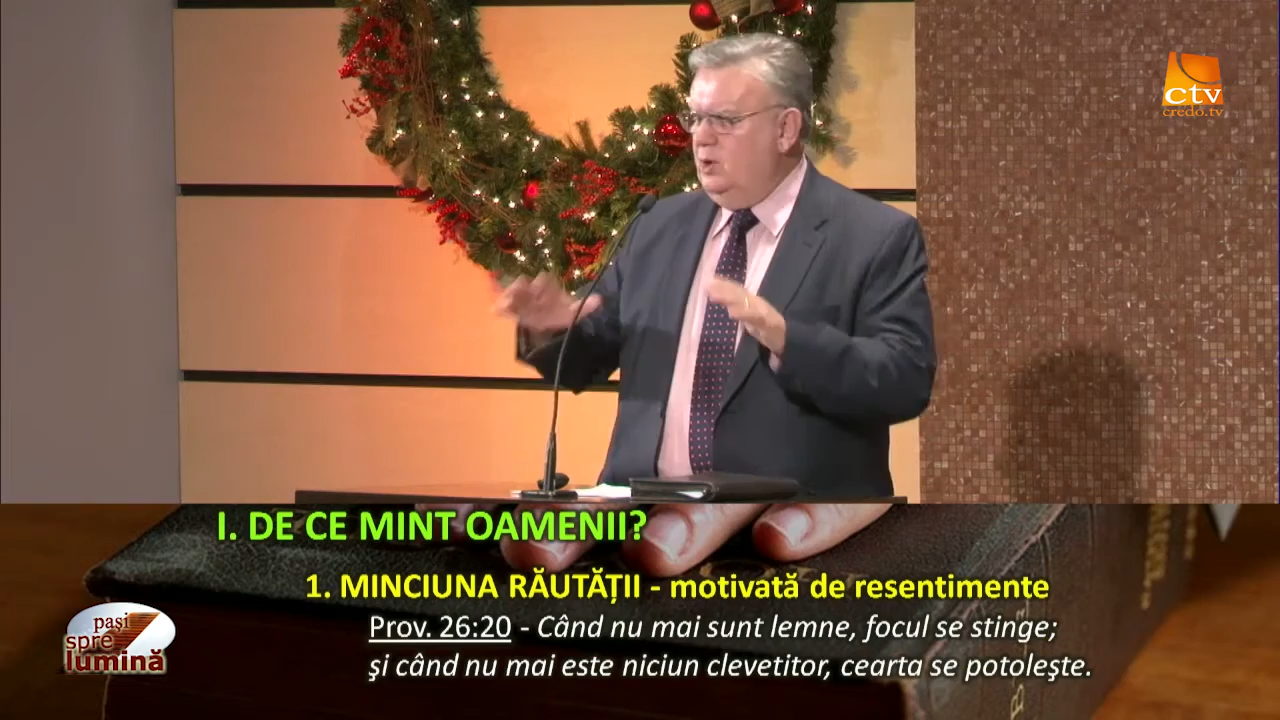 ctv
credo.tv
I. DE CE MINT OAMENII?
1. MINCIUNA RĂUTĂȚII - motivată de resentimente
Prov. 26:20 - Când nu mai sunt lemne, focul se stinge;
şi când nu mai este niciun clevetitor, cearta se potoleşte.
paşi
spre
lumină